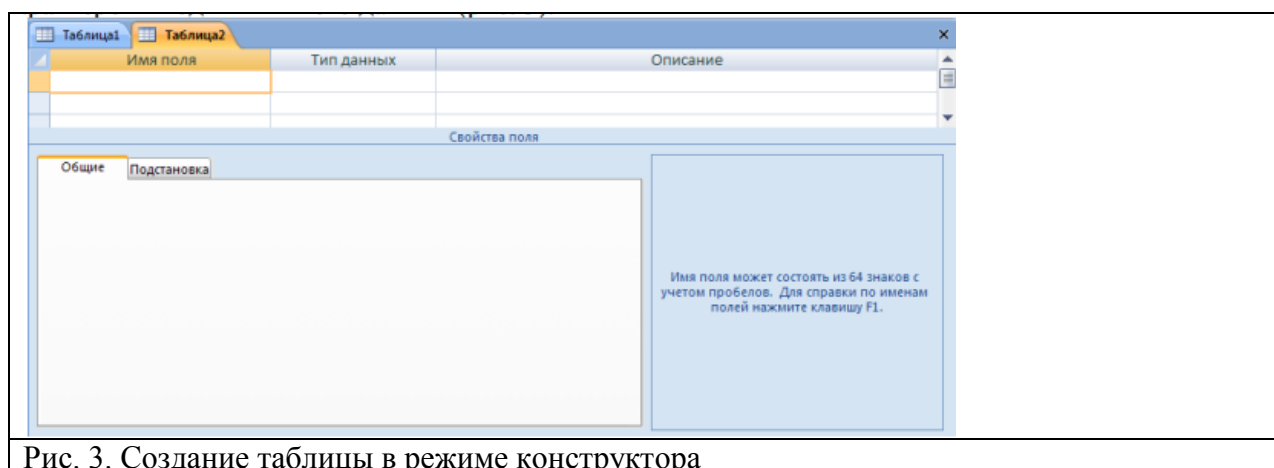 Таблица1 Таблица2
Имя поля Тип данных Описание
Свойства поля
Общие Подстановка
Имя поля может состоять из 64 знаков с
учетом пробелов. Для справки по именам
полей нажмите клавишу F1.
Рис. 3. Создание таблицы в режиме конструктора